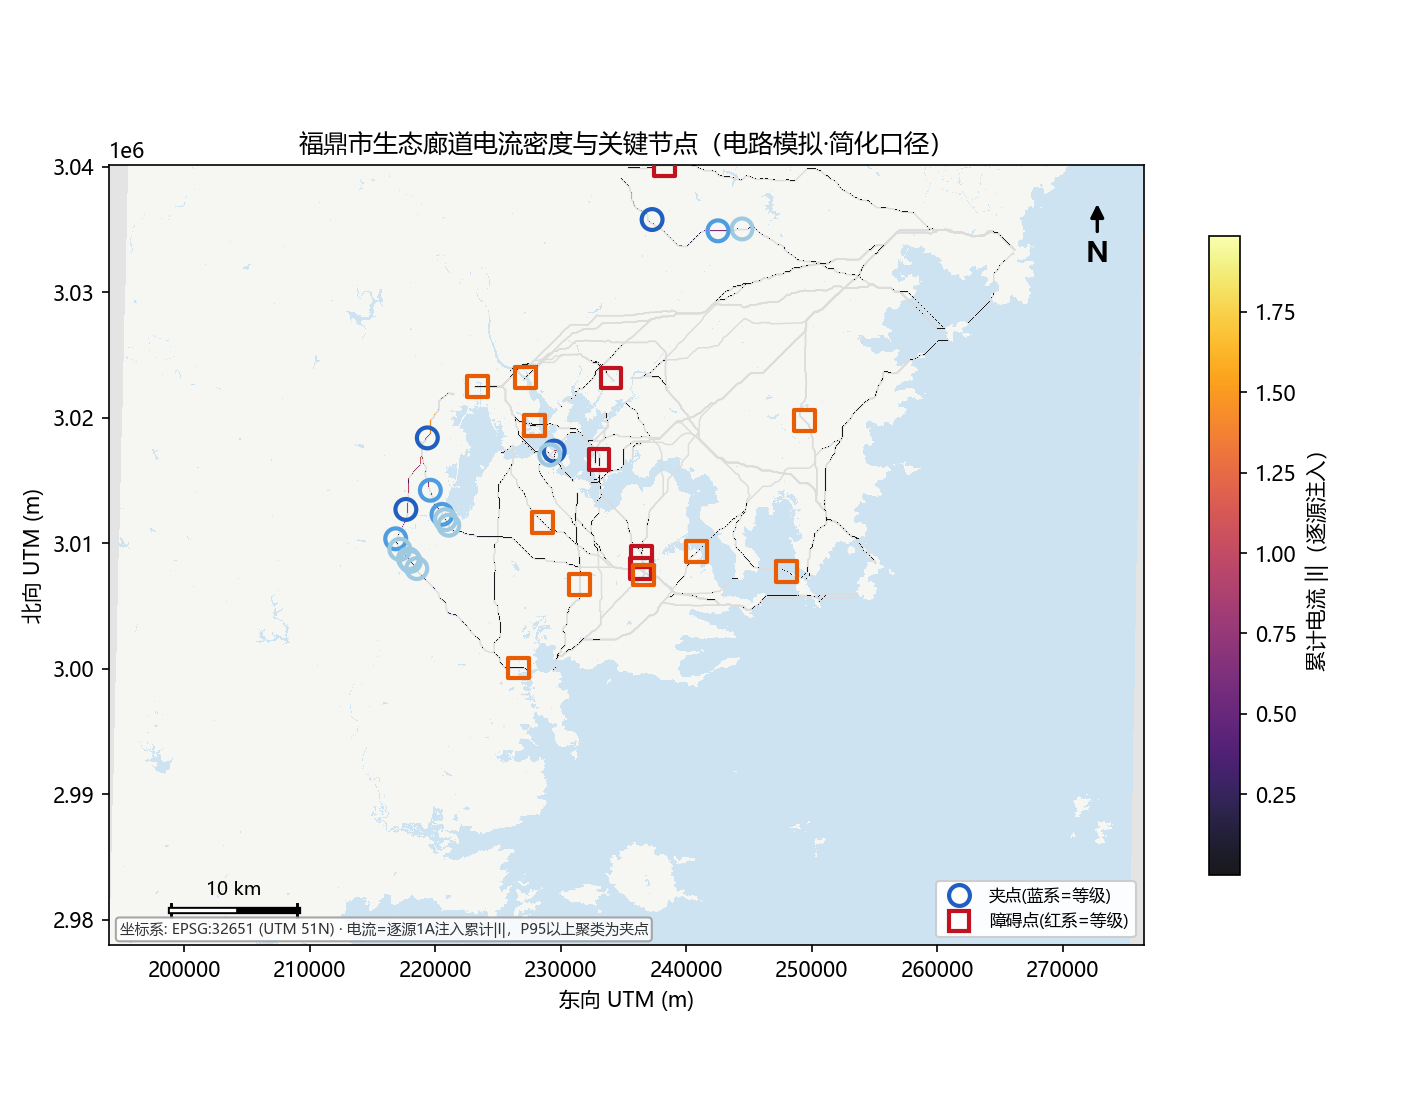 福鼎市生态廊道电流密度与关键节点（电路模拟·简化口径）
1e6
3.04
3.03
3.02
3.01
3.00
2.99
2.98
北向 UTM (m)
N
10 km
坐标系: EPSG:32651 (UTM 51N) · 电流=逐源1A注入累计|I|，P95以上聚类为夹点
夹点(蓝系=等级)
障碍点(红系=等级)
200000
210000
220000
230000
240000
250000
260000
270000
东向 UTM (m)
1.75
1.50
1.25
1.00
0.75
0.50
0.25
累计电流 |I|（逐源注入）